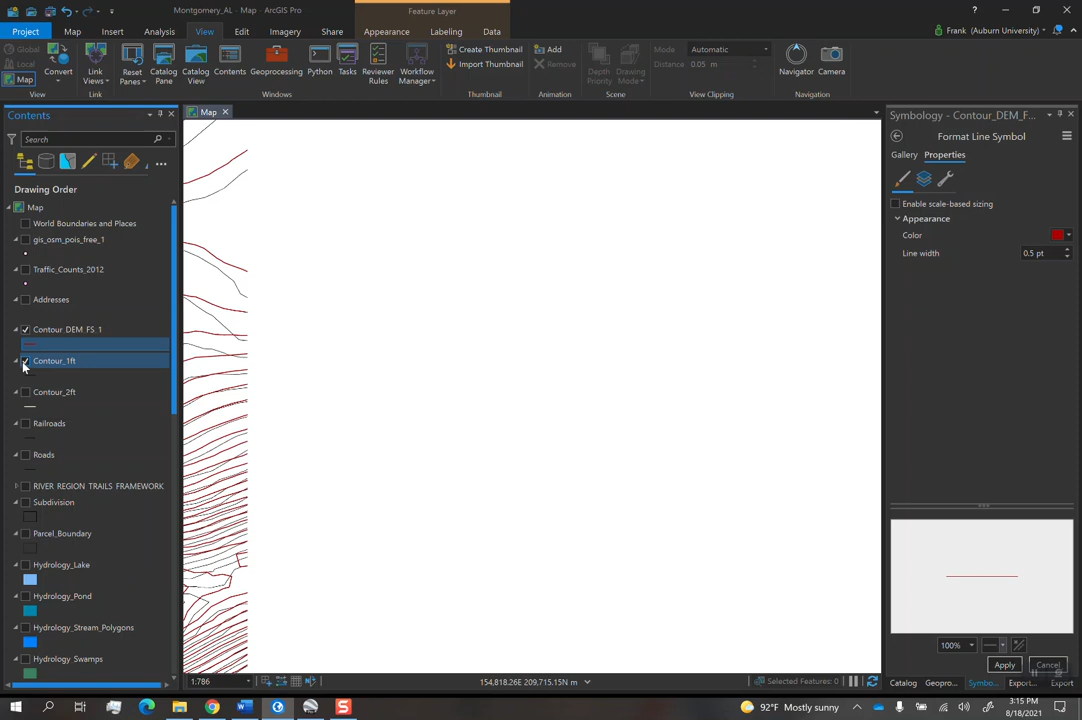 Montgomery_AL - Map - ArcGIS Pro
Feature Layer
?
Project
Map
Insert
Analysis
View
Edit
Imagery
Share
Appearance
Labeling
Data
Frank (Auburn University)
Global
Local
Map
Convert
Link Views
Reset Panes
Catalog Pane
Catalog View
Contents
Geoprocessing
Python
Tasks
Reviewer Rules
Workflow Manager
Create Thumbnail
Import Thumbnail
Add
Remove
Depth Priority
Drawing Mode
Mode
Automatic
Distance
0.05 m
Navigator
Camera
View
Link
Windows
Thumbnail
Animation
Scene
View Clipping
Navigation
Contents
Search
Drawing Order
Map
World Boundaries and Places
gis_osm_pois_free_1
Traffic_Counts_2012
Addresses
Contour_DEM_FS_1
Contour_1ft
Contour_2ft
Railroads
Roads
RIVER REGION TRAILS FRAMEWORK
Subdivision
Parcel_Boundary
Hydrology_Lake
Hydrology_Pond
Hydrology_Stream_Polygons
Hydrology_Swamps
Map
1:786
154,818.26E 209,715.15N m
Selected Features: 0
Symbology - Contour_DEM_F...
Format Line Symbol
Gallery
Properties
Enable scale-based sizing
Appearance
Color
Line width
0.5 pt
100%
Apply
Cancel
Catalog
Geopro...
Symbo...
Export...
Export
92°F Mostly sunny
3:15 PM
8/18/2021